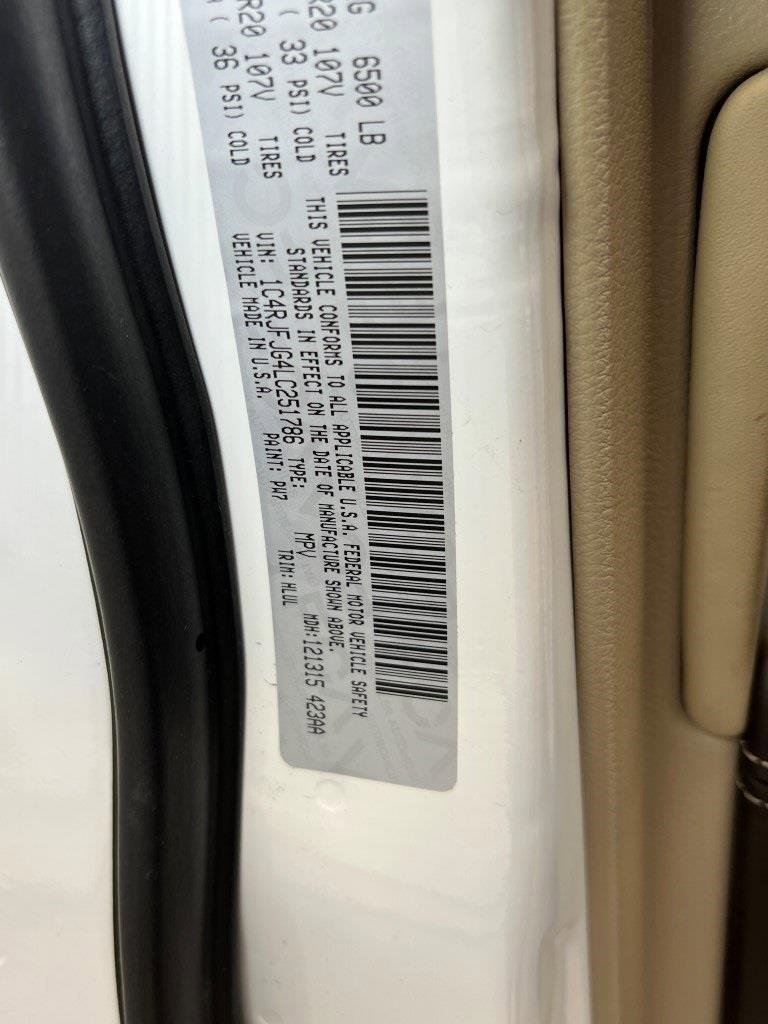 G 6500 LB
R20 107V TIRES
( 33 PSI) COLD
R20 107V TIRES
( 36 PSI) COLD
THIS VEHICLE CONFORMS TO ALL APPLICABLE U.S.A. FEDERAL MOTOR VEHICLE SAFETY
STANDARDS IN EFFECT ON THE DATE OF MANUFACTURE SHOWN ABOVE.
VIN: 1C4RJFJG4LC251786 TYPE: MPV MDH:121315 423AA
VEHICLE MADE IN U.S.A. PAINT: PW7 TRIM:HLUL